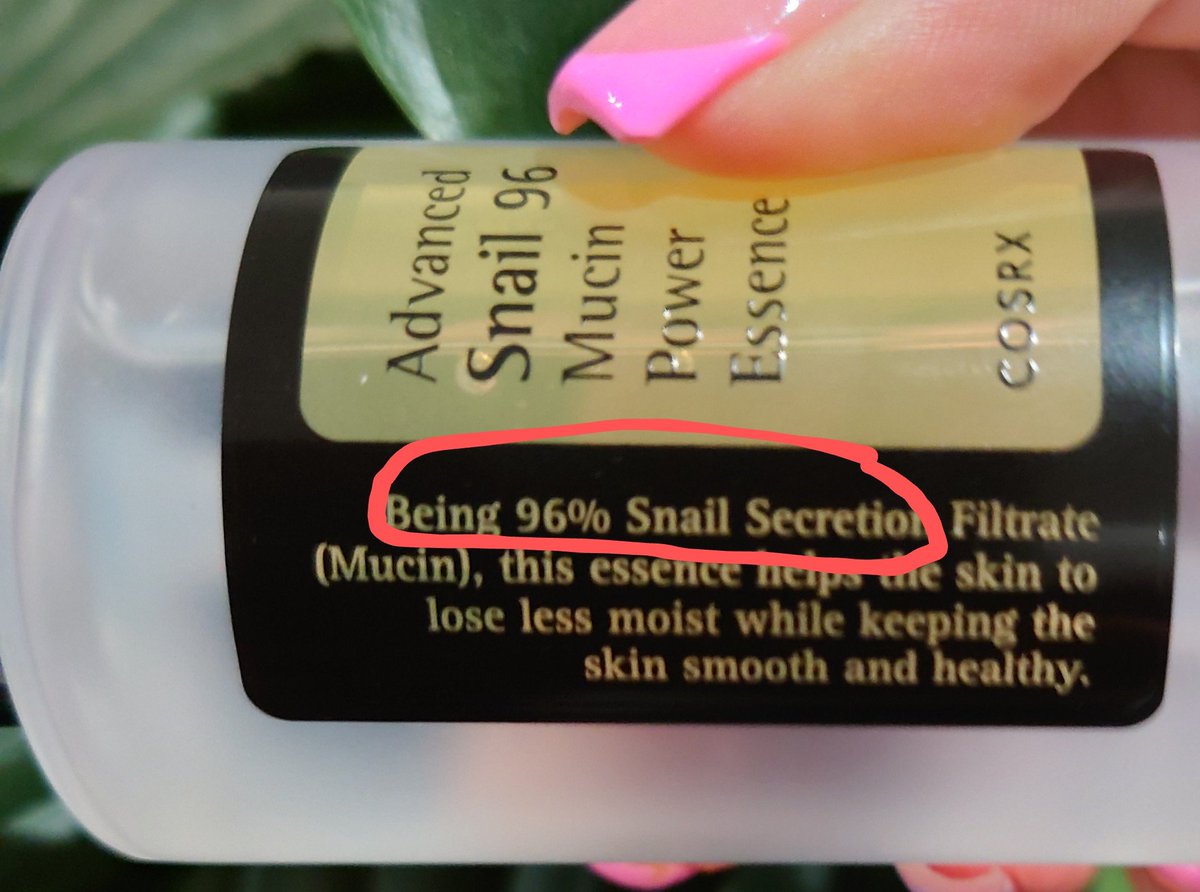 Advanced
Snail 96
Mucin
Power
Essence
COSRX
Being 96% Snail Secretion Filtrate
(Mucin), this essence helps the skin to
lose less moist while keeping the
skin smooth and healthy.